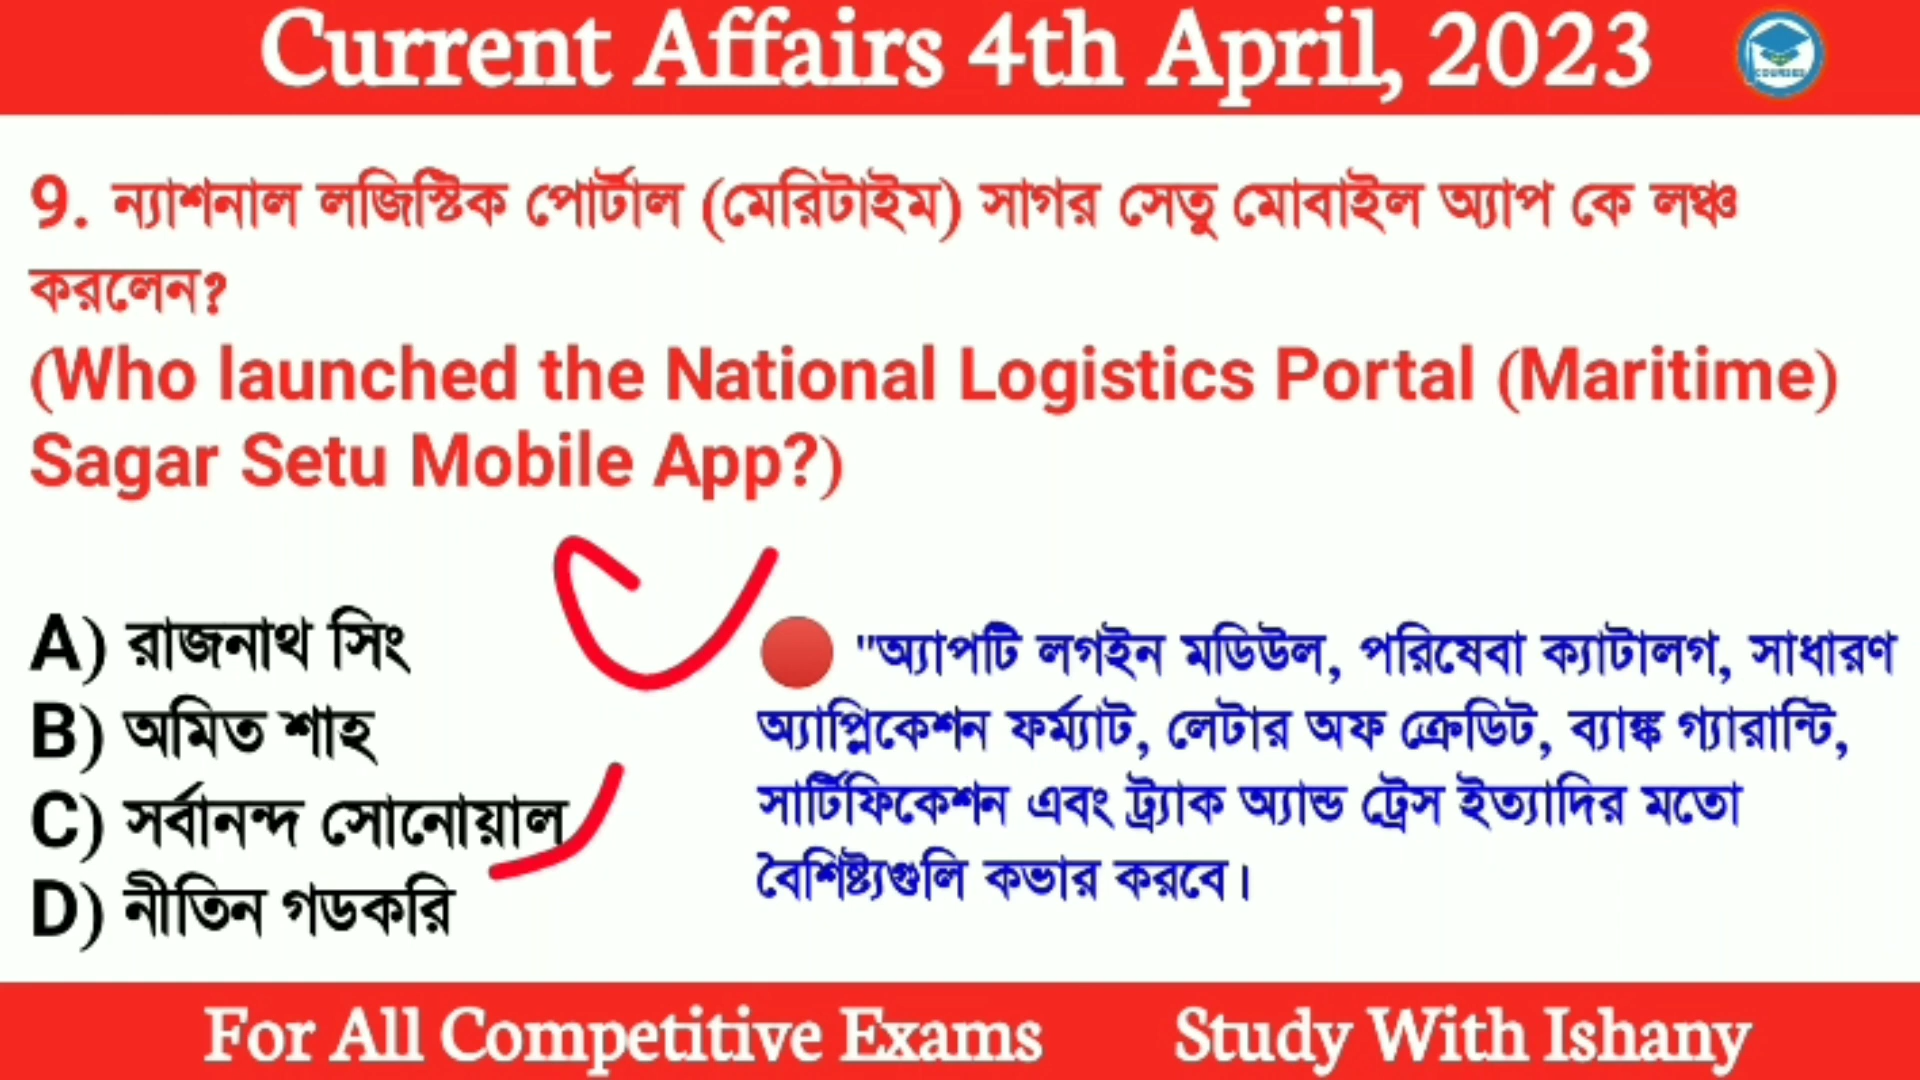 Current Affairs 4th April, 2023
COURSES
9. ন্যাশনাল লজিস্টিক পোর্টাল (মেরিটাইম) সাগর সেতু মোবাইল অ্যাপ কে লঞ্চ
করলেন?
(Who launched the National Logistics Portal (Maritime)
Sagar Setu Mobile App?)
A) রাজনাথ সিং
B) অমিত শাহ
C) সর্বানন্দ সোনোয়াল
D) নীতিন গডকরি
"অ্যাপটি লগইন মডিউল, পরিষেবা ক্যাটালগ, সাধারণ
অ্যাপ্লিকেশন ফর্ম্যাট, লেটার অফ ক্রেডিট, ব্যাঙ্ক গ্যারান্টি,
সার্টিফিকেশন এবং ট্র্যাক অ্যান্ড ট্রেস ইত্যাদির মতো
বৈশিষ্ট্যগুলি কভার করবে।
For All Competitive Exams Study With Ishany